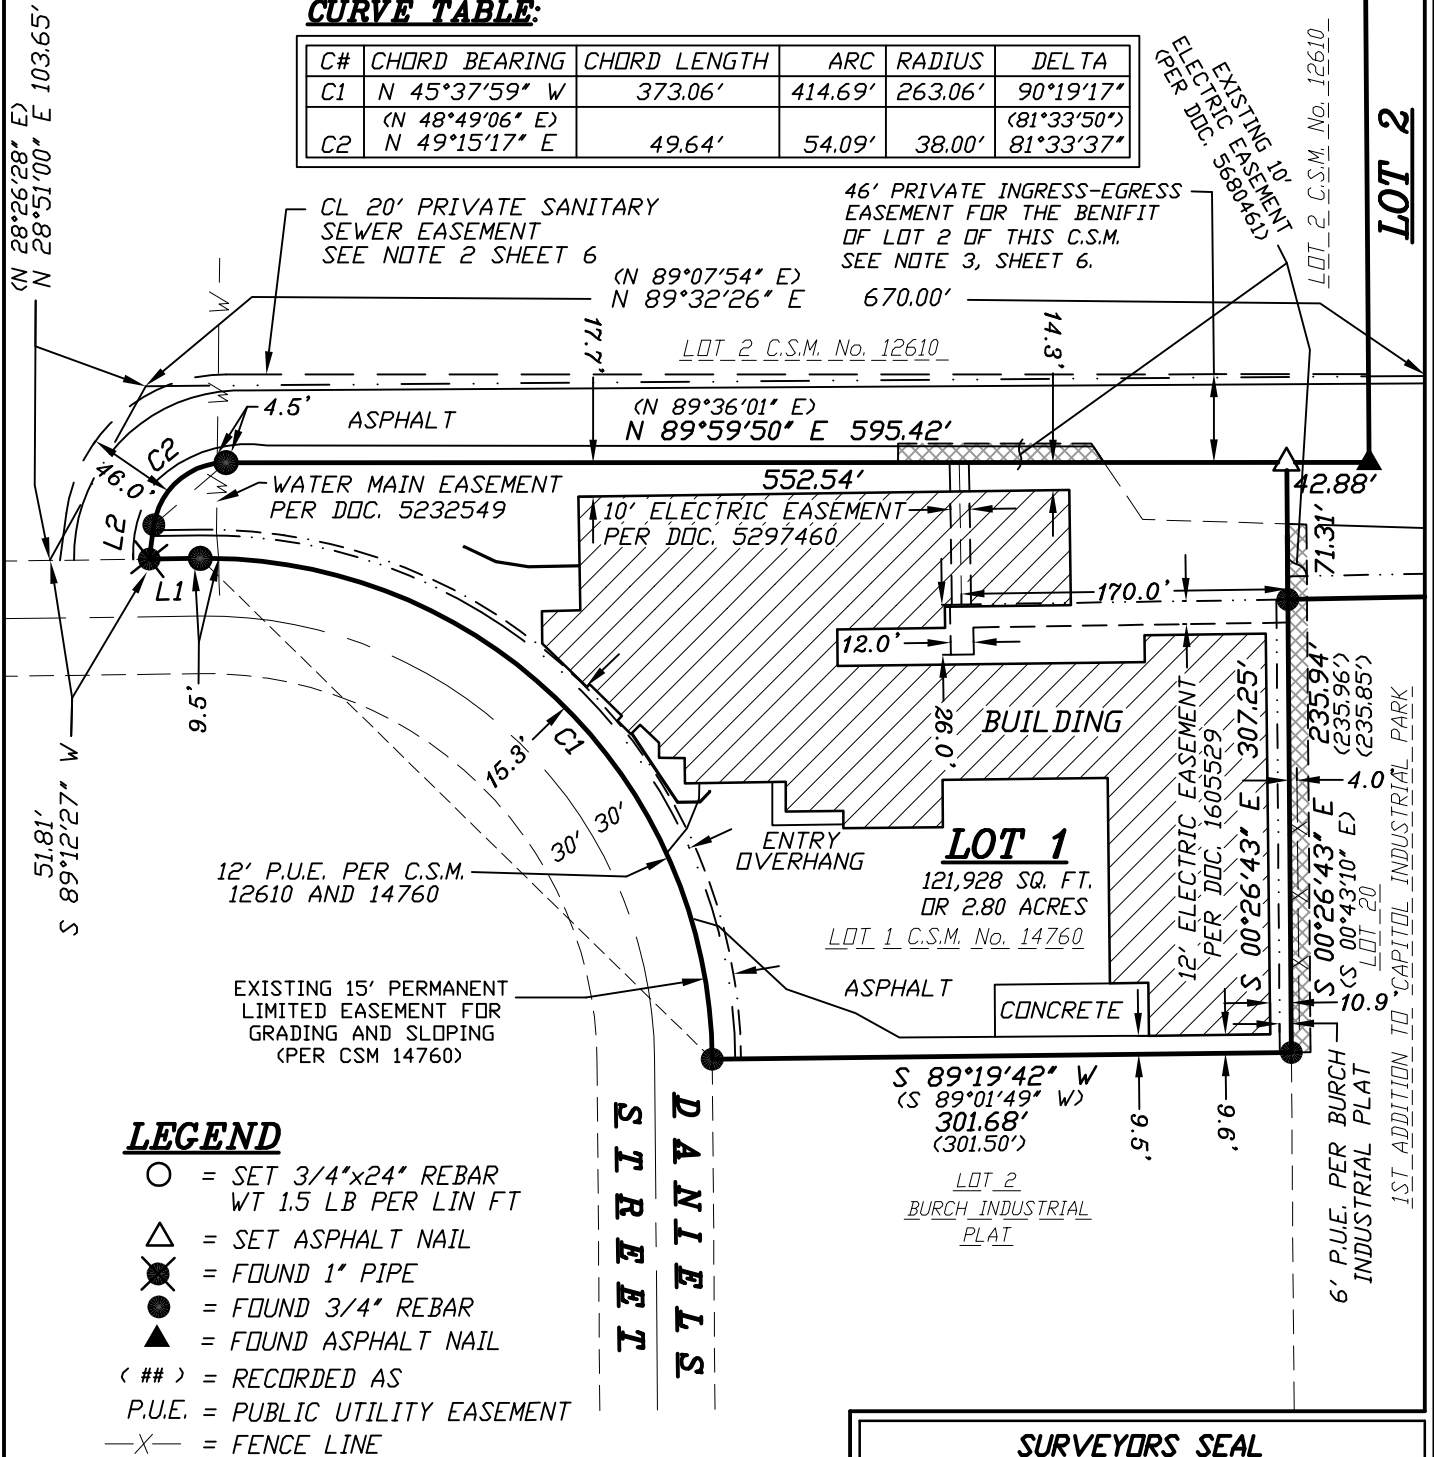 CURVE TABLE:
C# CHORD BEARING CHORD LENGTH ARC RADIUS DELTA
C1 N 45°37'59" W 373.06' 414.69' 263.06' 90°19'17"
(N 48°49'06" E) (81°33'50")
C2 N 49°15'17" E 49.64' 54.09' 38.00' 81°33'37"
(N 28°26'28" E)
N 28°51'00" E 103.65'
CL 20' PRIVATE SANITARY
SEWER EASEMENT
SEE NOTE 2 SHEET 6
46' PRIVATE INGRESS-EGRESS
EASEMENT FOR THE BENIFIT
OF LOT 2 OF THIS C.S.M.
SEE NOTE 3, SHEET 6.
EXISTING 10'
ELECTRIC EASEMENT
(PER DOC. 5680461)
LOT 2 C.S.M. No. 12610
LOT 2
(N 89°07'54" E)
N 89°32'26" E 670.00'
W
W
W
17.7'
14.3'
LOT 2 C.S.M. No. 12610
4.5'
ASPHALT
(N 89°36'01" E)
N 89°59'50" E 595.42'
C2
46.0'
L2
L1
WATER MAIN EASEMENT
PER DOC. 5232549
552.54'
42.88'
10' ELECTRIC EASEMENT
PER DOC. 5297460
71.31'
170.0'
12.0'
26.0'
9.5'
BUILDING
C1
15.3'
30'
30'
12' ELECTRIC EASEMENT
PER DOC. 1605529
S 00°26'43" E 307.25'
S 00°26'43" E 235.94'
(235.96')
(235.85')
(S 00°43'10" E)
4.0'
51.81'
S 89°12'27" W
ENTRY
OVERHANG
LOT 1
121,928 SQ. FT.
OR 2.80 ACRES
LOT 1 C.S.M. No. 14760
12' P.U.E. PER C.S.M.
12610 AND 14760
LOT 20
1ST ADDITION TO CAPITOL INDUSTRIAL PARK
EXISTING 15' PERMANENT
LIMITED EASEMENT FOR
GRADING AND SLOPING
(PER CSM 14760)
ASPHALT
CONCRETE
10.9'
S 89°19'42" W
(S 89°01'49" W)
301.68'
(301.50')
9.5'
9.6'
6' P.U.E. PER BURCH
INDUSTRIAL PLAT
LOT 2
BURCH INDUSTRIAL
PLAT
DANIELS
STREET
LEGEND
= SET 3/4"x24" REBAR
WT 1.5 LB PER LIN FT
= SET ASPHALT NAIL
= FOUND 1" PIPE
= FOUND 3/4" REBAR
= FOUND ASPHALT NAIL
( ## ) = RECORDED AS
P.U.E. = PUBLIC UTILITY EASEMENT
—X— = FENCE LINE
SURVEYORS SEAL